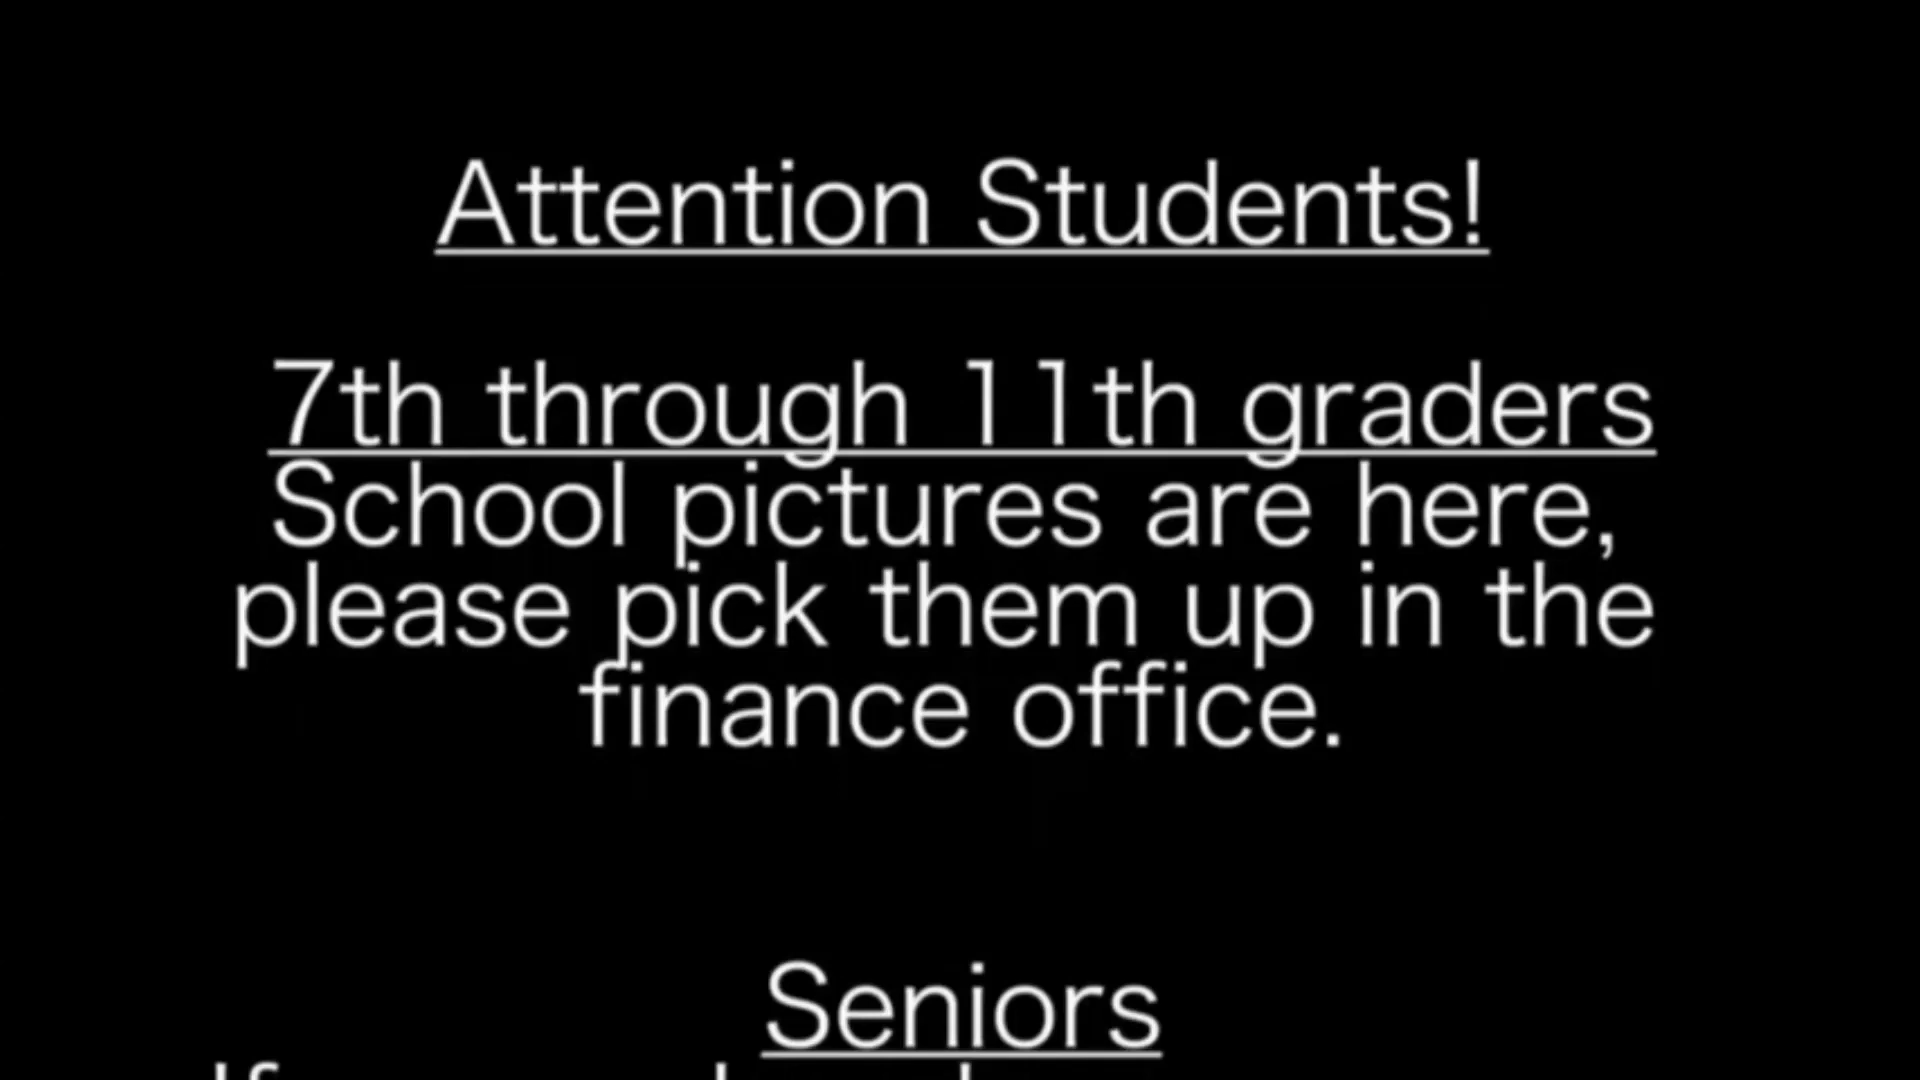 Attention Students!
7th through 11th graders
School pictures are here,
please pick them up in the
finance office.
Seniors
If